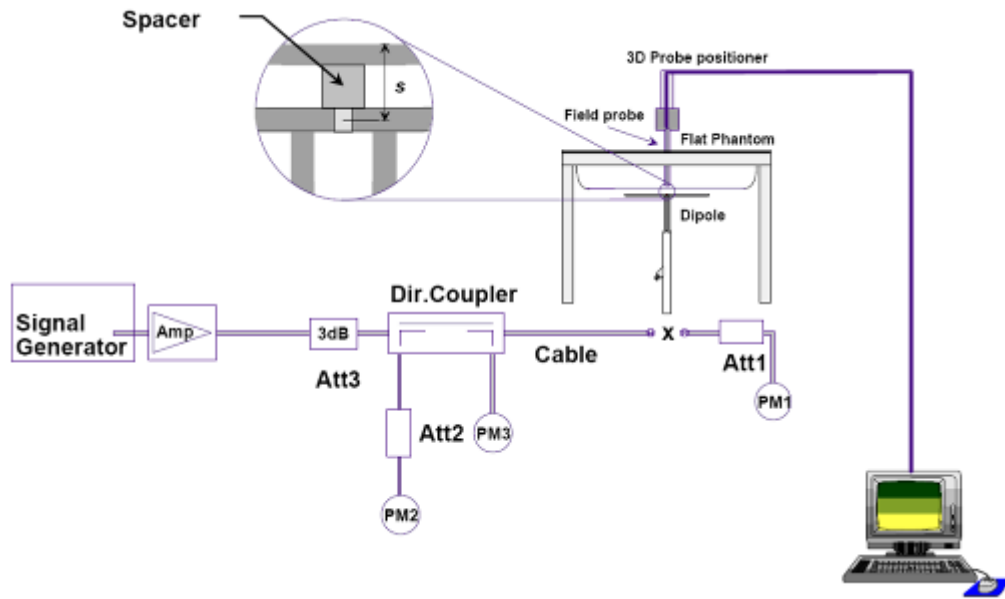 Spacer
s
3D Probe positioner
Field probe
Flat Phantom
Dipole
Signal
Generator
Amp
3dB
Att3
Dir.Coupler
Cable
x
Att1
PM1
Att2
PM3
PM2